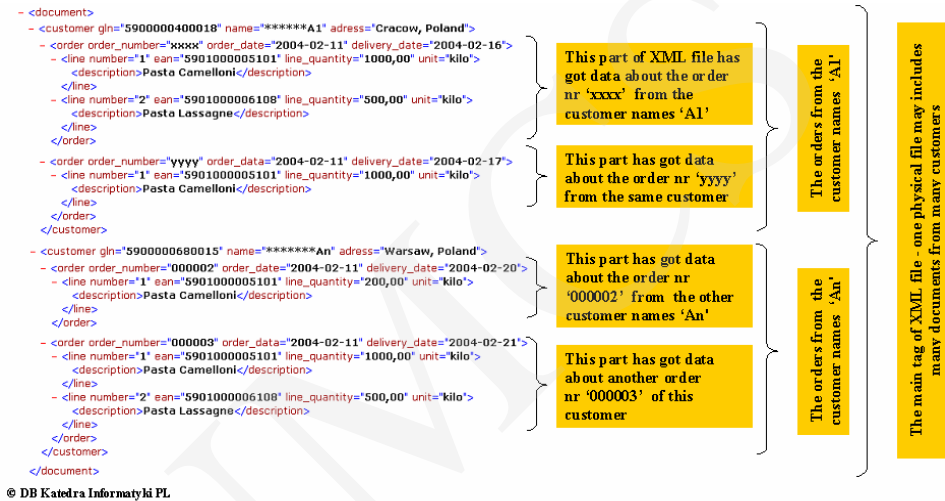 - <document>
- <customer gln="5900000400018" name="******A1" adress="Cracow, Poland">
- <order order_number="xxxx" order_date="2004-02-11" delivery_date="2004-02-16">
- <line number="1" ean="5901000005101" line_quantity="1000,00" unit="kilo">
<description>Pasta Camelloni</description>
</line>
- <line number="2" ean="5901000006108" line_quantity="500,00" unit="kilo">
<description>Pasta Lassagne</description>
</line>
</order>
- <order order_number="yyyy" order_data="2004-02-11" delivery_date="2004-02-17">
- <line number="1" ean="5901000005101" line_quantity="1000,00" unit="kilo">
<description>Pasta Camelloni</description>
</line>
</order>
</customer>
- <customer gln="5900000680015" name="*******An" adress="Warsaw, Poland">
- <order order_number="000002" order_date="2004-02-11" delivery_date="2004-02-20">
- <line number="1" ean="5901000005101" line_quantity="200,00" unit="kilo">
<description>Pasta Camelloni</description>
</line>
</order>
- <order order_number="000003" order_date="2004-02-11" delivery_date="2004-02-21">
- <line number="1" ean="5901000005101" line_quantity="1000,00" unit="kilo">
<description>Pasta Camelloni</description>
</line>
- <line number="2" ean="5901000006108" line_quantity="500,00" unit="kilo">
<description>Pasta Lassagne</description>
</line>
</order>
</customer>
</document>
This part of XML file has
got data about the order
nr 'xxxx' from the
customer names 'A1'
This part has got data
about the order nr 'yyyy'
from the same customer
This part has got data
about the order nr
'000002' from the other
customer names 'An'
This part has got data
about another order
nr '000003' of this
customer
The orders from the
customer names 'A1'
The orders from the
customer names 'An'
The main tag of XML file - one physical file may includes
many documents from many customers
© DB Katedra Informatyki PL